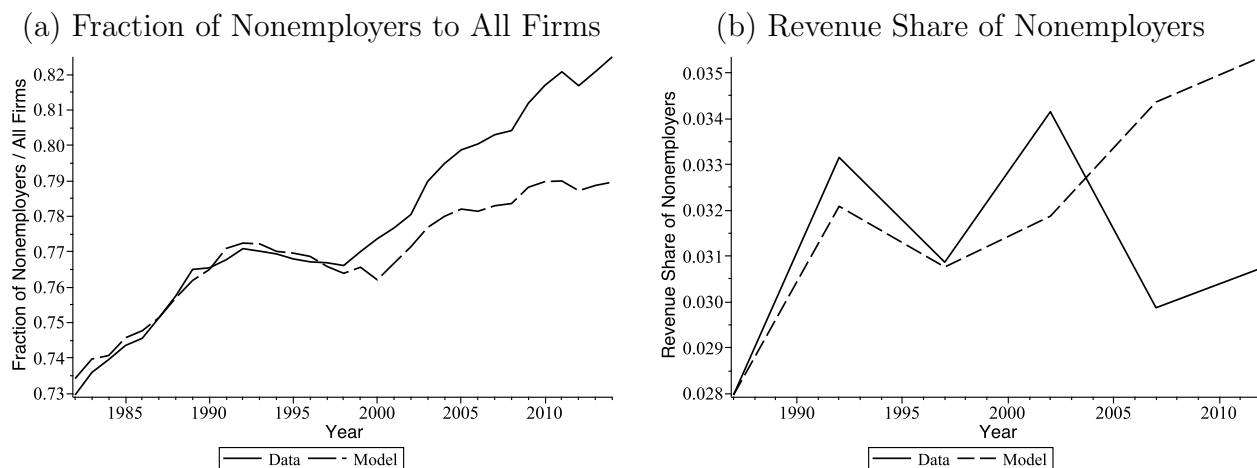 (a) Fraction of Nonemployers to All Firms
Fraction of Nonemployers / All Firms
0.82
0.81
0.80
0.79
0.78
0.77
0.76
0.75
0.74
0.73
1985 1990 1995 2000 2005 2010
Year
Data Model
(b) Revenue Share of Nonemployers
Revenue Share of Nonemployers
0.035
0.034
0.033
0.032
0.031
0.030
0.029
0.028
1990 1995 2000 2005 2010
Year
Data Model